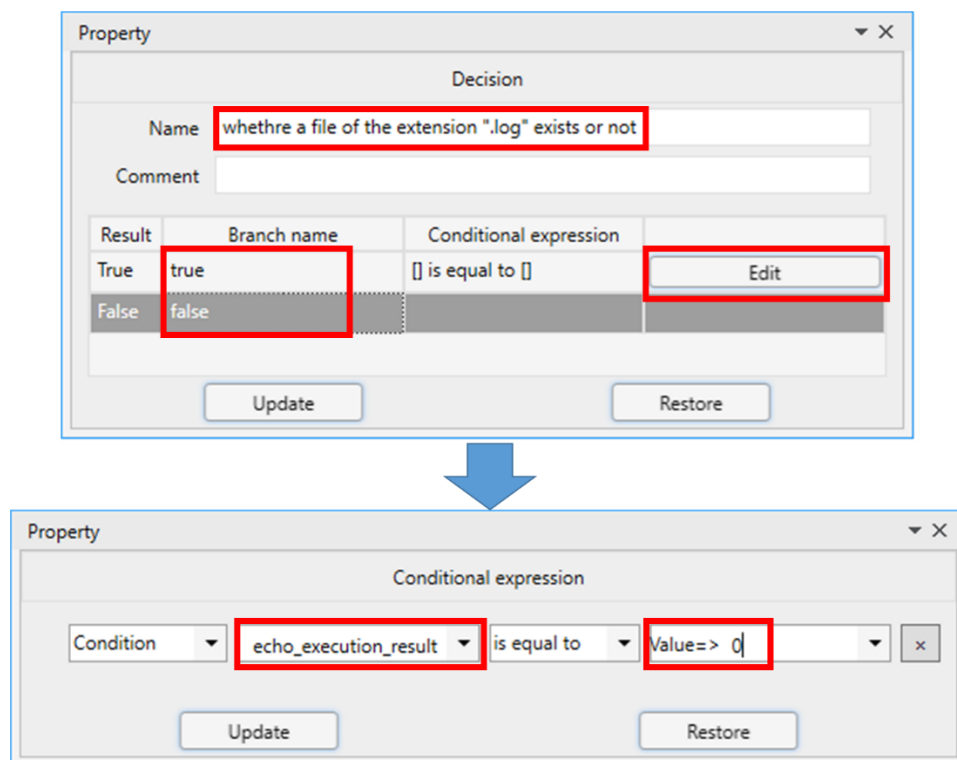 Property
Decision
Name whethre a file of the extension ".log" exists or not
Comment
Result Branch name Conditional expression
True true [] is equal to [] Edit
False false
Update Restore
Property
Conditional expression
Condition echo_execution_result is equal to Value=> 0 ×
Update Restore